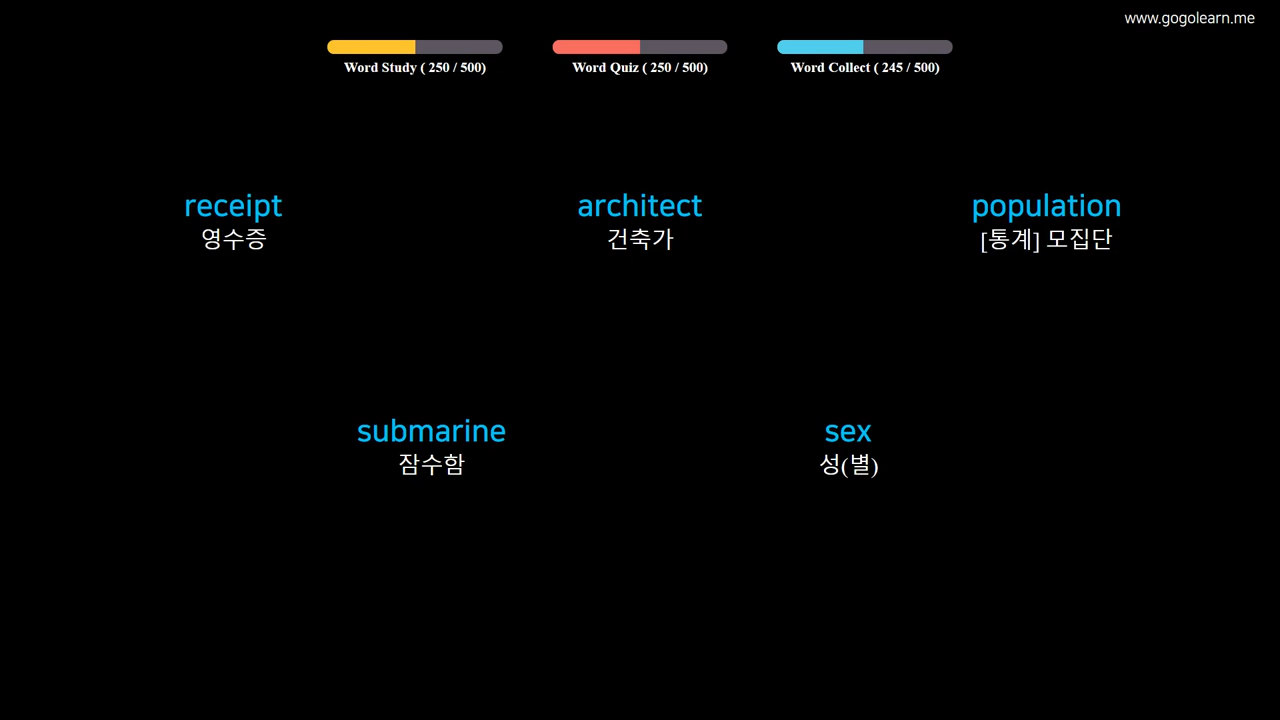 www.gogolearn.me
Word Study ( 250 / 500)
Word Quiz ( 250 / 500)
Word Collect ( 245 / 500)
receipt
영수증
architect
건축가
population
[통계] 모집단
submarine
잠수함
sex
성(별)